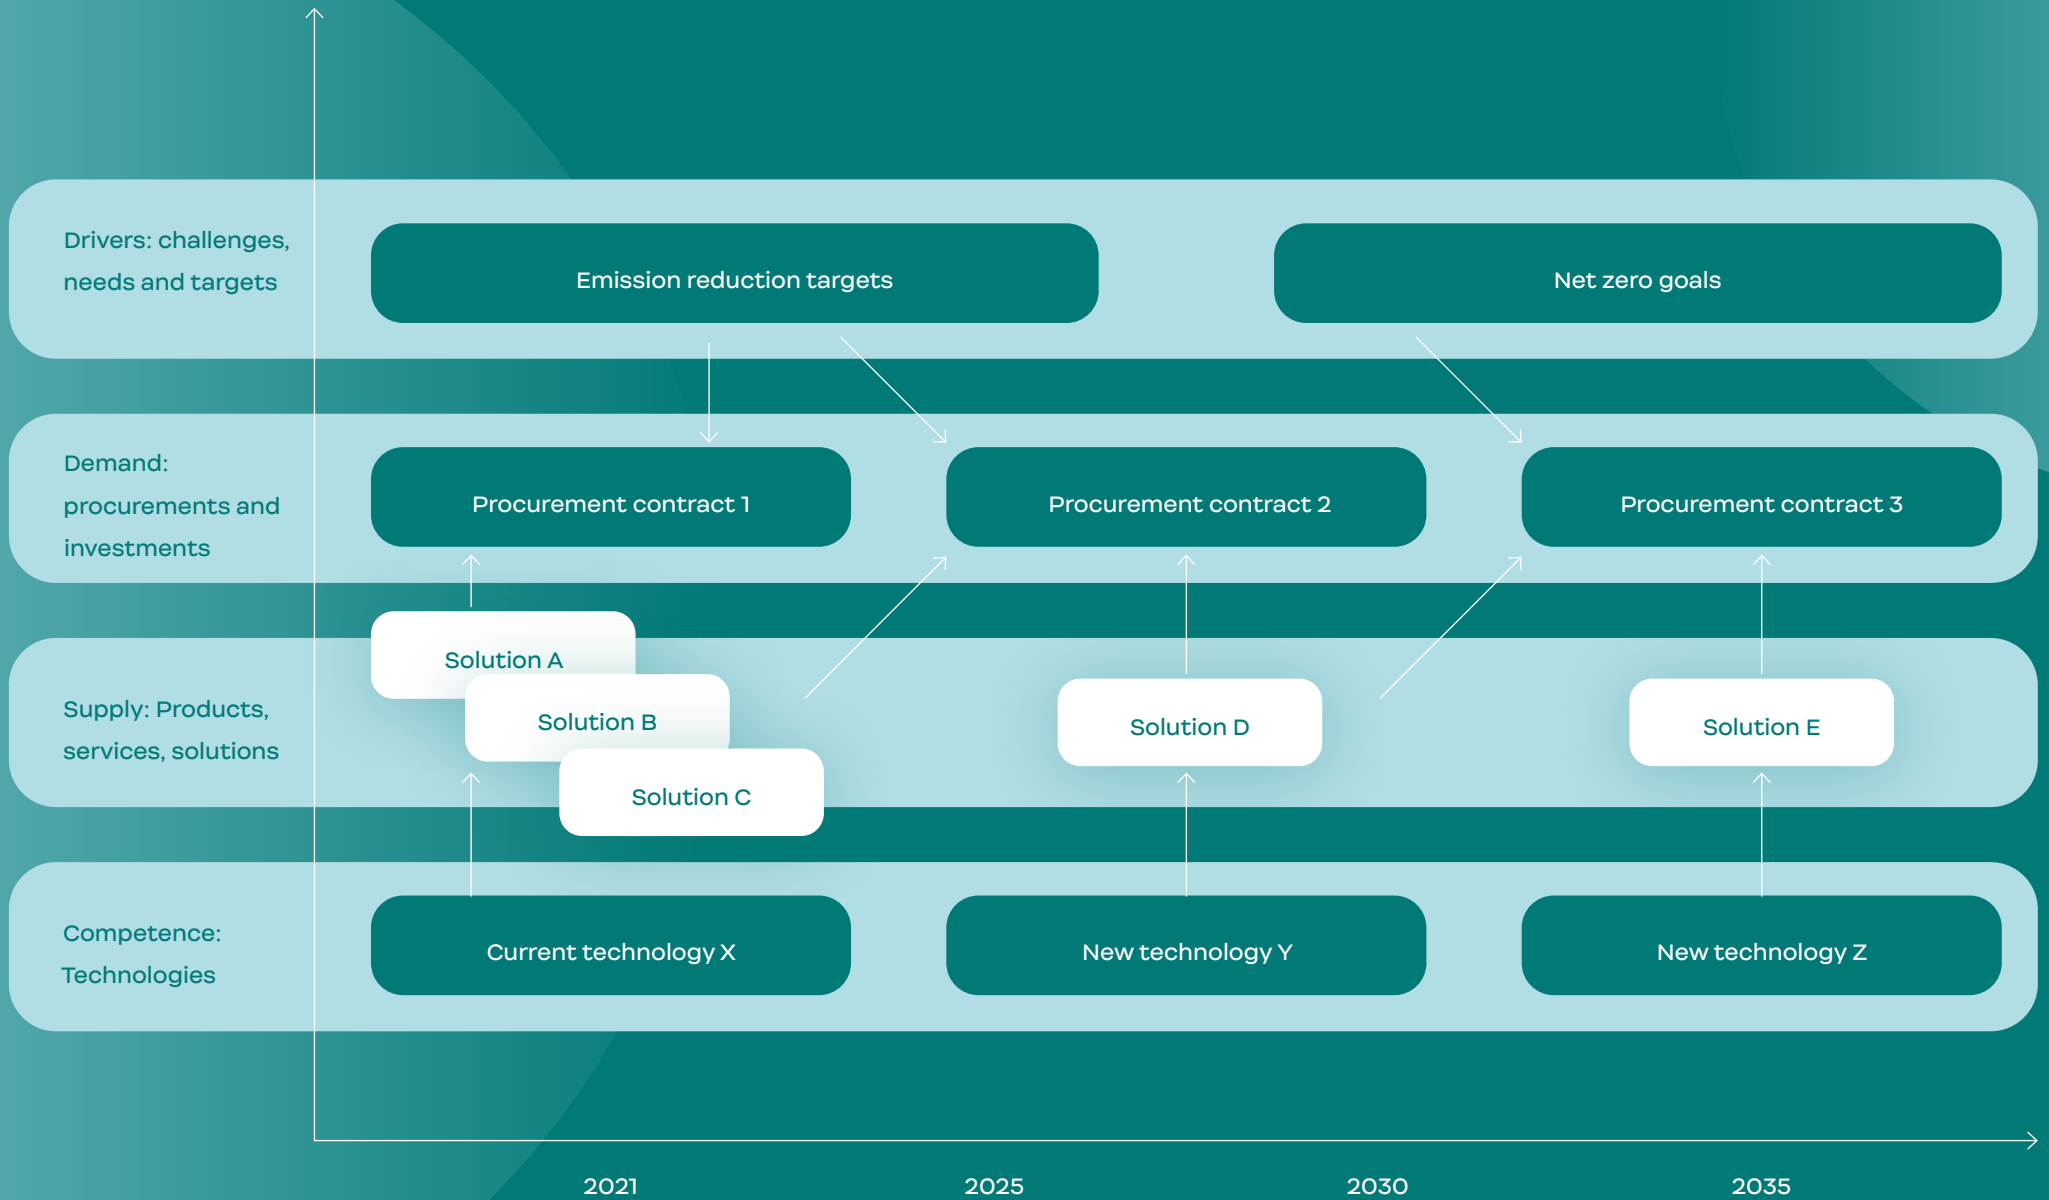 Drivers: challenges,
needs and targets
Emission reduction targets
Net zero goals
Demand:
procurements and
investments
Procurement contract 1
Procurement contract 2
Procurement contract 3
Supply: Products,
services, solutions
Solution A
Solution B
Solution C
Solution D
Solution E
Competence:
Technologies
Current technology X
New technology Y
New technology Z
2021
2025
2030
2035